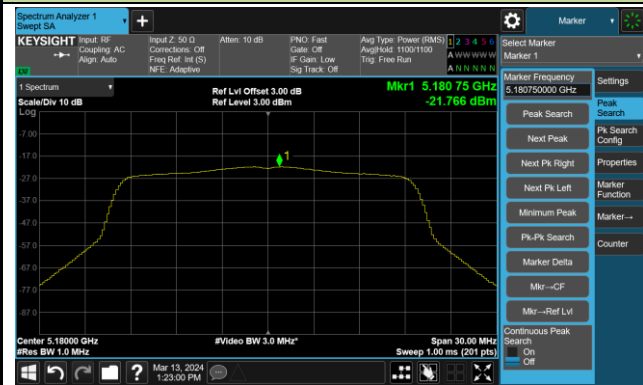 Spectrum Analyzer 1
Swept SA
+
Marker
KEYSIGHT
Input: RF
Coupling: AC
Align: Auto
Input Z: 50 Ω
Corrections: Off
Freq Ref: Int (S)
NFE: Adaptive
Atten: 10 dB
PNO: Fast
Gate: Off
IF Gain: Low
Sig Track: Off
Avg Type: Power (RMS)
Avg|Hold: 1100/1100
Trig: Free Run
1 2 3 4 5 6
A W W W W W
A N N N N N
Select Marker
Marker 1
LW
1 Spectrum
Scale/Div 10 dB
Log
Ref Lvl Offset 3.00 dB
Ref Level 3.00 dBm
Mkr1 5.180 75 GHz
-21.766 dBm
-7.00
-17.0
-27.0
-37.0
-47.0
-57.0
-67.0
-77.0
-87.0
1
Center 5.18000 GHz
#Res BW 1.0 MHz
#Video BW 3.0 MHz*
Span 30.00 MHz
Sweep 1.00 ms (201 pts)
Marker Frequency
5.180750000 GHz
Peak Search
Next Peak
Next Pk Right
Next Pk Left
Minimum Peak
Pk-Pk Search
Marker Delta
Mkr→CF
Mkr→Ref Lvl
Continuous Peak
Search
On
Off
Settings
Peak
Search
Pk Search
Config
Properties
Marker
Function
Marker→
Counter
?
Mar 13, 2024
1:23:00 PM